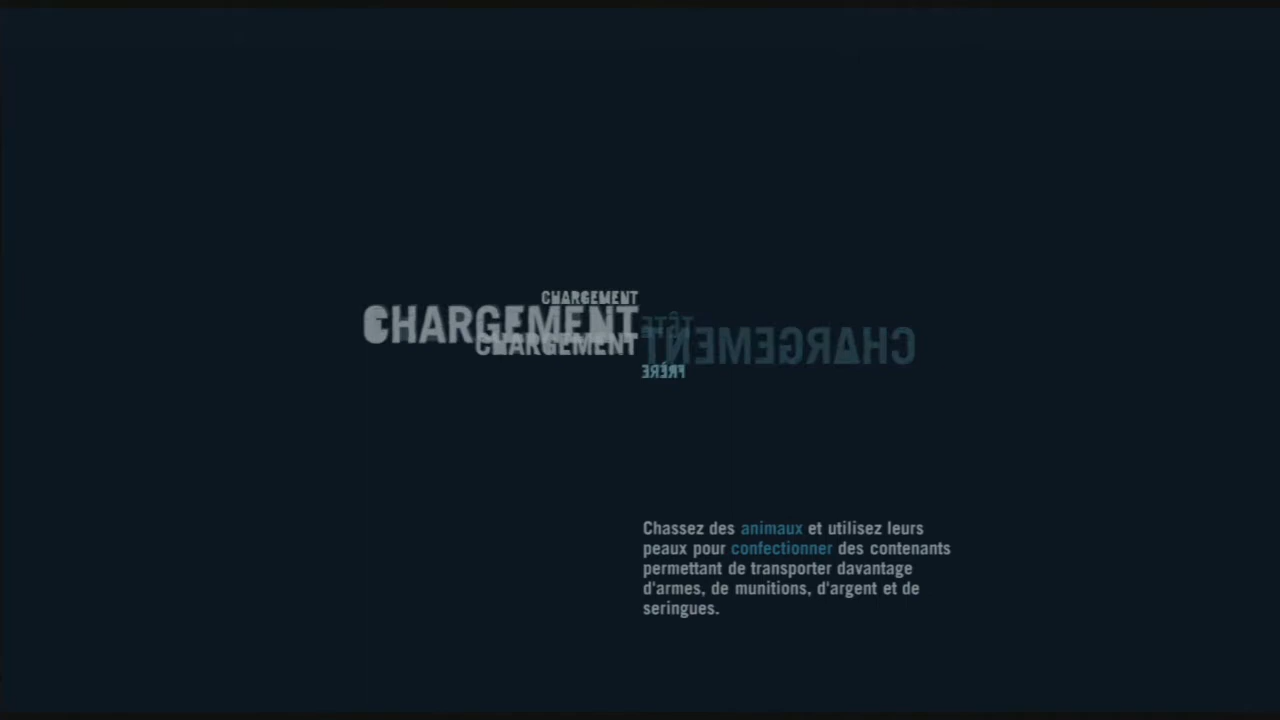 CHARGEMENT
CHARGEMENT
TÊTE
CHARGEMENT
CHARGEMENT
FRÈRE
Chassez des animaux et utilisez leurs
peaux pour confectionner des contenants
permettant de transporter davantage
d'armes, de munitions, d'argent et de
seringues.